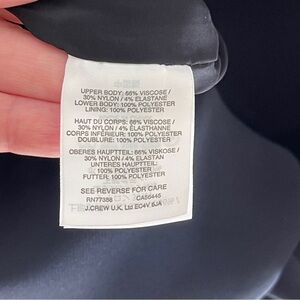 UPPER BODY: 66% VISCOSE /
30% NYLON / 4% ELASTANE
LOWER BODY: 100% POLYESTER
LINING: 100% POLYESTER
HAUT DU CORPS: 66% VISCOSE /
30% NYLON / 4% ÉLASTHANNE
CORPS INFÉRIEUR: 100% POLYESTER
DOUBLURE: 100% POLYESTER
OBERES HAUPTTEIL: 66% VISKOSE /
30% NYLON / 4% ELASTAN
UNTERES HAUPTTEIL:
100% POLYESTER
FUTTER: 100% POLYESTER
SEE REVERSE FOR CARE
RN77388 CA56445
J.CREW U.K. Ltd EC4V 6JA